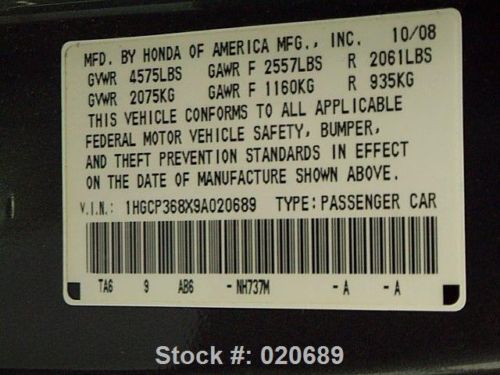 MFD. BY HONDA OF AMERICA MFG., INC. 10/08
GVWR 4575LBS GAWR F 2557LBS R 2061LBS
GVWR 2075KG GAWR F 1160KG R 935KG
THIS VEHICLE CONFORMS TO ALL APPLICABLE
FEDERAL MOTOR VEHICLE SAFETY, BUMPER,
AND THEFT PREVENTION STANDARDS IN EFFECT
ON THE DATE OF MANUFACTURE SHOWN ABOVE.
V.I.N.: 1HGCP368X9A020689 TYPE: PASSENGER CAR
TA6 9 AB6 - NH737M - A - A
Stock #: 020689